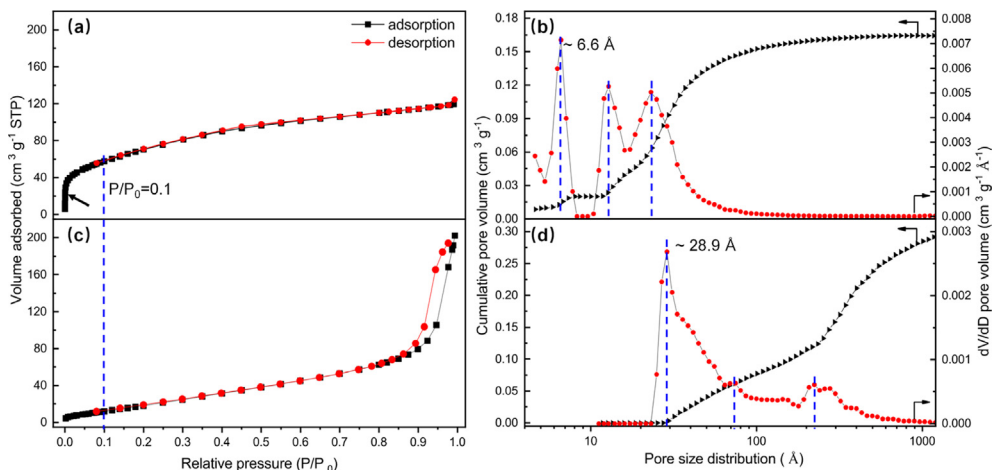 (a)
adsorption
desorption
200
160
120
80
40
0
P/P₀=0.1
Volume adsorbed (cm³ g⁻¹ STP)
(c)
200
160
120
80
40
0
0.0 0.1 0.2 0.3 0.4 0.5 0.6 0.7 0.8 0.9 1.0
Relative pressure (P/P₀)
(b)
~ 6.6 Å
0.18
0.15
0.12
0.09
0.06
0.03
0.00
0.008
0.007
0.006
0.005
0.004
0.003
0.002
0.001
0.000
Cumulative pore volume (cm³ g⁻¹)
dV/dD pore volume (cm³ g⁻¹ Å⁻¹)
(d)
~ 28.9 Å
0.30
0.25
0.20
0.15
0.10
0.05
0.00
0.003
0.002
0.001
0.000
10 100 1000
Pore size distribution ( Å)